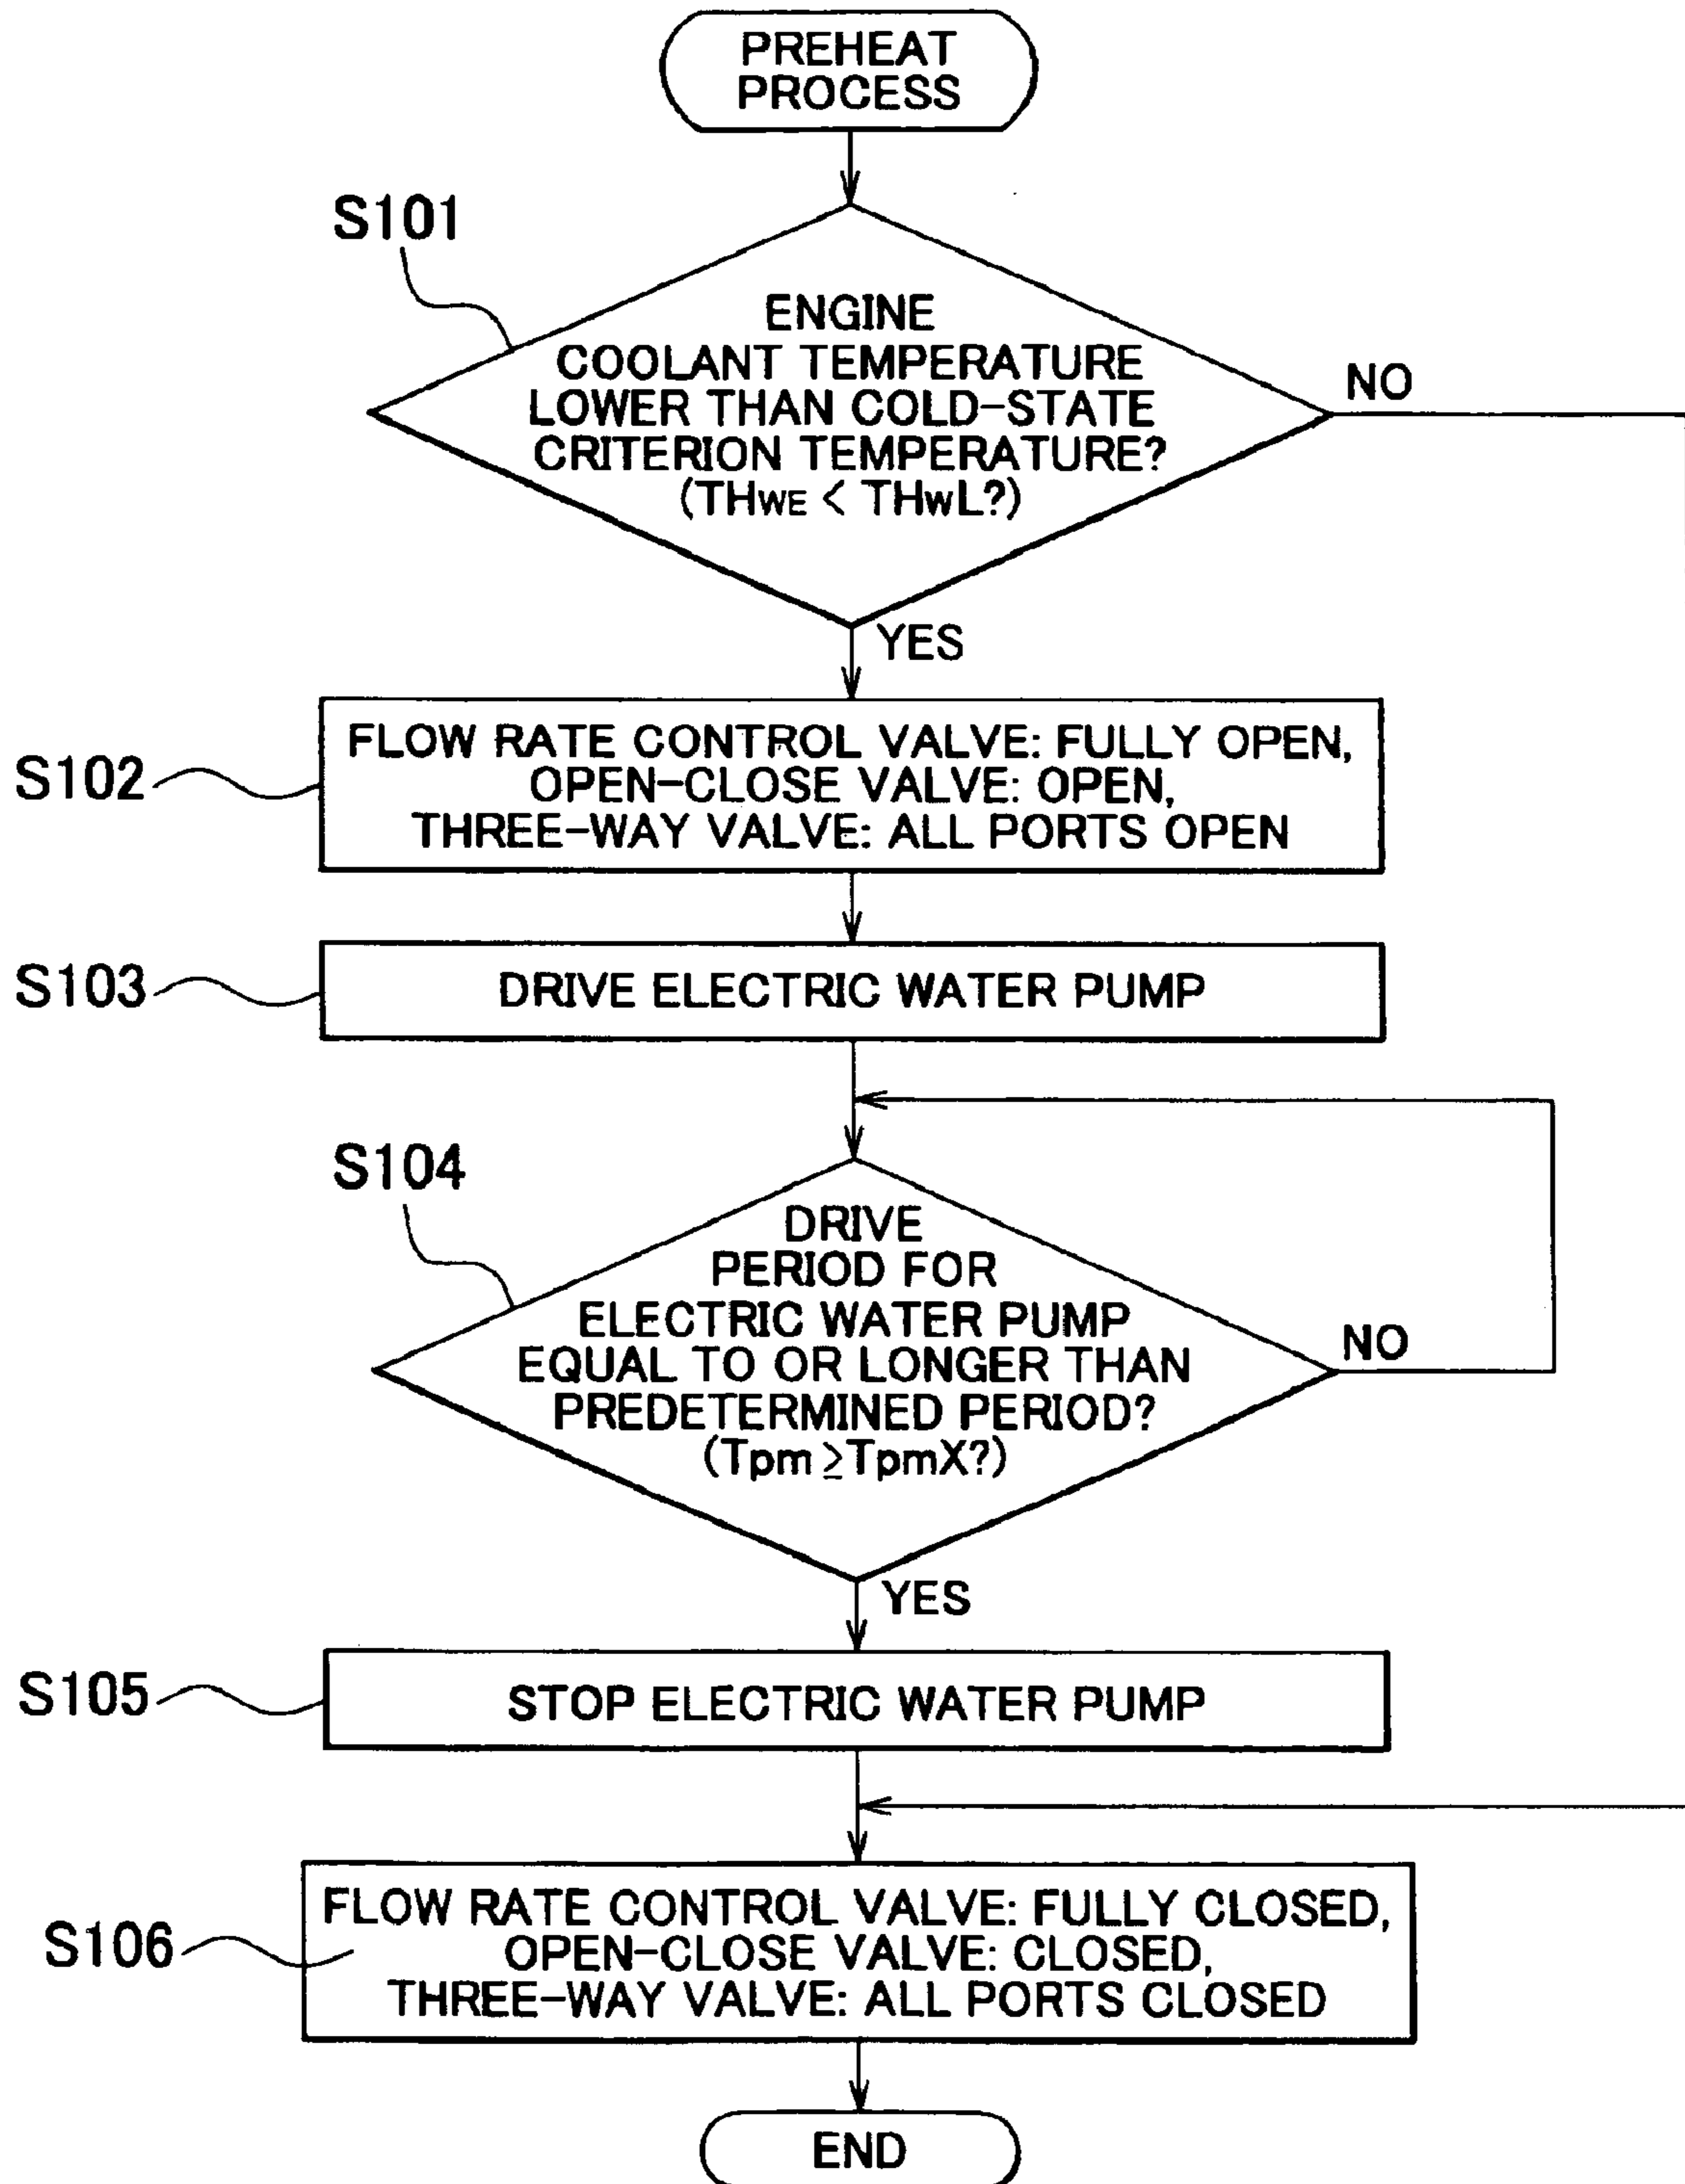 PREHEAT
PROCESS
S101
ENGINE
COOLANT TEMPERATURE
LOWER THAN COLD-STATE
CRITERION TEMPERATURE?
(THWE < THWL?)
NO
YES
S102
FLOW RATE CONTROL VALVE: FULLY OPEN,
OPEN-CLOSE VALVE: OPEN,
THREE-WAY VALVE: ALL PORTS OPEN
S103
DRIVE ELECTRIC WATER PUMP
S104
DRIVE
PERIOD FOR
ELECTRIC WATER PUMP
EQUAL TO OR LONGER THAN
PREDETERMINED PERIOD?
(Tpm ≥ TpmX?)
NO
YES
S105
STOP ELECTRIC WATER PUMP
S106
FLOW RATE CONTROL VALVE: FULLY CLOSED,
OPEN-CLOSE VALVE: CLOSED,
THREE-WAY VALVE: ALL PORTS CLOSED
END